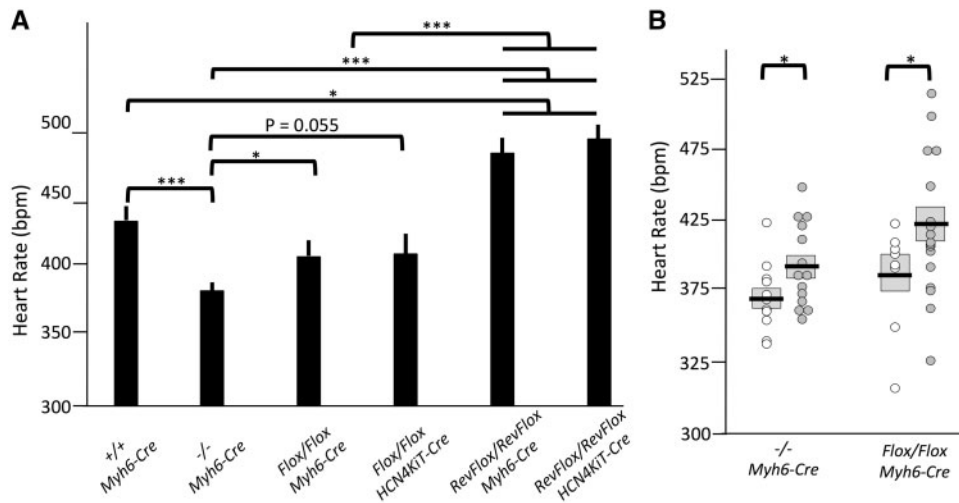 A
B
***
***
*
P = 0.055
*
***
Heart Rate (bpm)
500
450
400
350
300
+/+
Myh6-Cre
-/-
Myh6-Cre
Flox/Flox
Myh6-Cre
Flox/Flox
HCN4KiT-Cre
RevFlox/RevFlox
Myh6-Cre
RevFlox/RevFlox
HCN4KiT-Cre
*
*
Heart Rate (bpm)
525
475
425
375
325
300
-/-
Myh6-Cre
Flox/Flox
Myh6-Cre